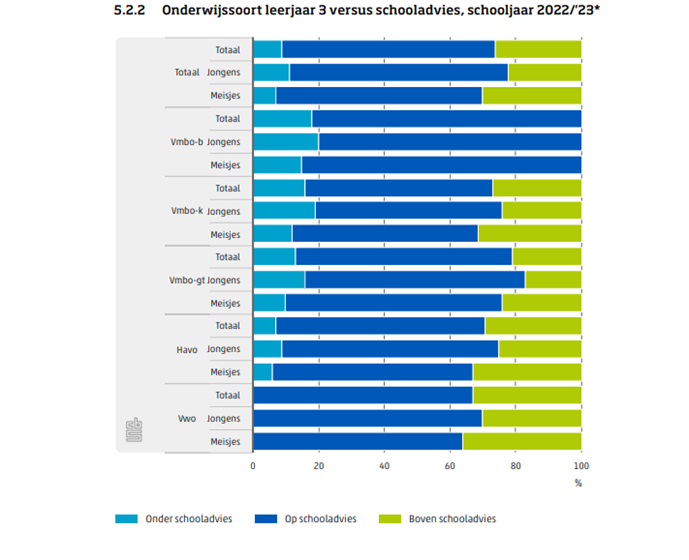 5.2.2 Onderwijssoort leerjaar 3 versus schooladvies, schooljaar 2022/'23*
Totaal
Totaal Jongens
Meisjes
Totaal
Vmbo-b Jongens
Meisjes
Totaal
Vmbo-k Jongens
Meisjes
Totaal
Vmbo-gt Jongens
Meisjes
Totaal
Havo Jongens
Meisjes
Totaal
Vwo Jongens
Meisjes
0 20 40 60 80 100
%
Onder schooladvies Op schooladvies Boven schooladvies